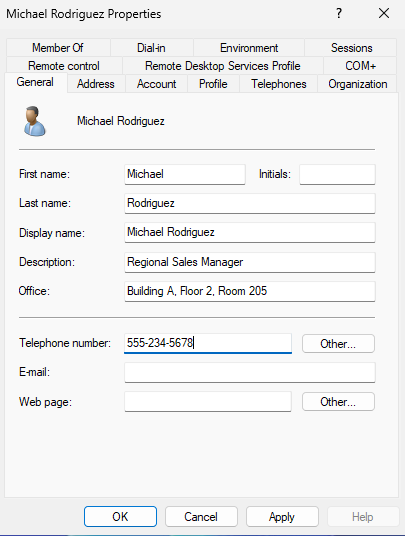 Michael Rodriguez Properties ?
Member Of Dial-in Environment Sessions
Remote control Remote Desktop Services Profile COM+
General Address Account Profile Telephones Organization
Michael Rodriguez
First name: Michael Initials:
Last name: Rodriguez
Display name: Michael Rodriguez
Description: Regional Sales Manager
Office: Building A, Floor 2, Room 205
Telephone number: 555-234-5678 Other...
E-mail:
Web page: Other...
OK Cancel Apply Help